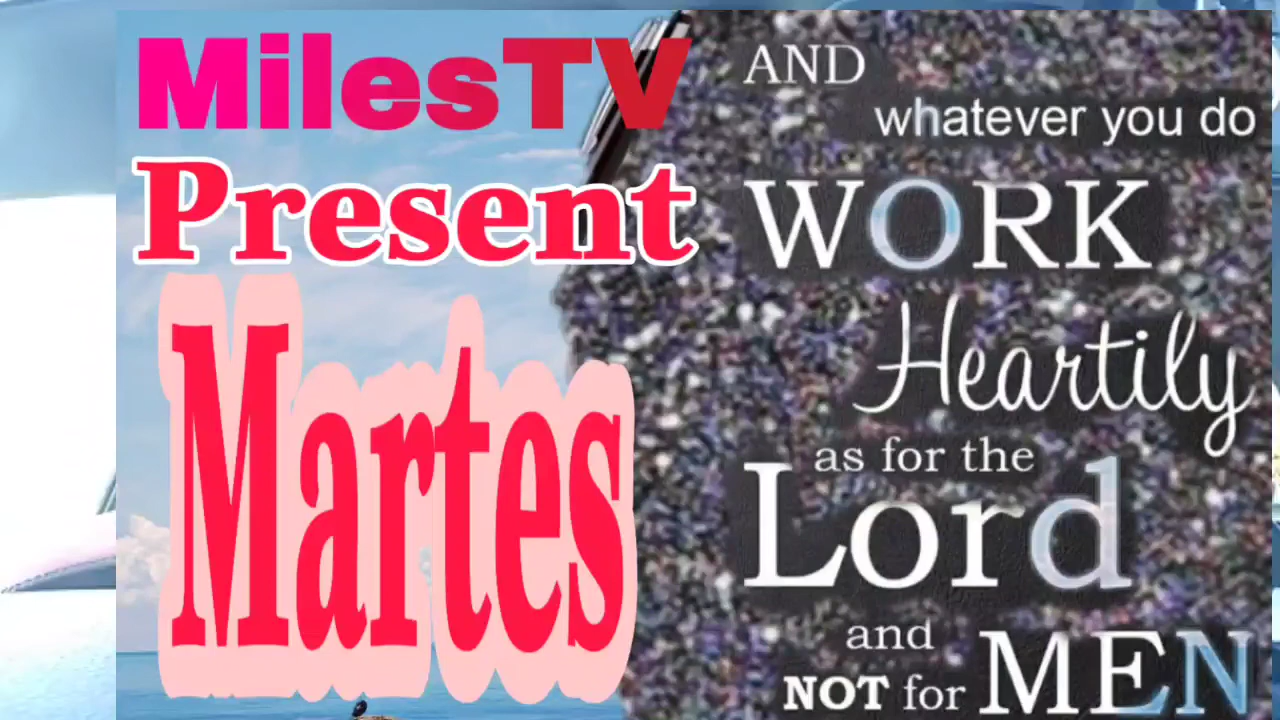 MilesTV
Present
Martes
AND
whatever you do
WORK
Heartily
as for the
Lord
and
NOT for MEN